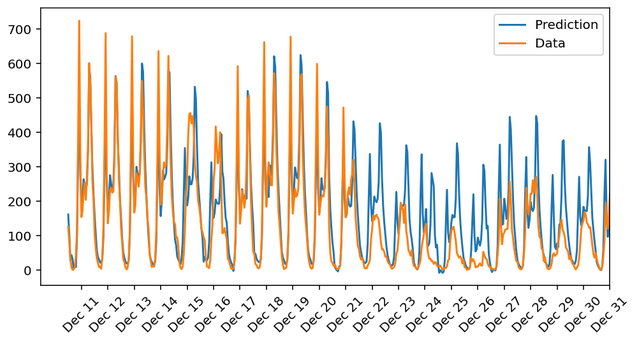 Prediction
Data
700
600
500
400
300
200
100
0
Dec 11
Dec 12
Dec 13
Dec 14
Dec 15
Dec 16
Dec 17
Dec 18
Dec 19
Dec 20
Dec 21
Dec 22
Dec 23
Dec 24
Dec 25
Dec 26
Dec 27
Dec 28
Dec 29
Dec 30
Dec 31